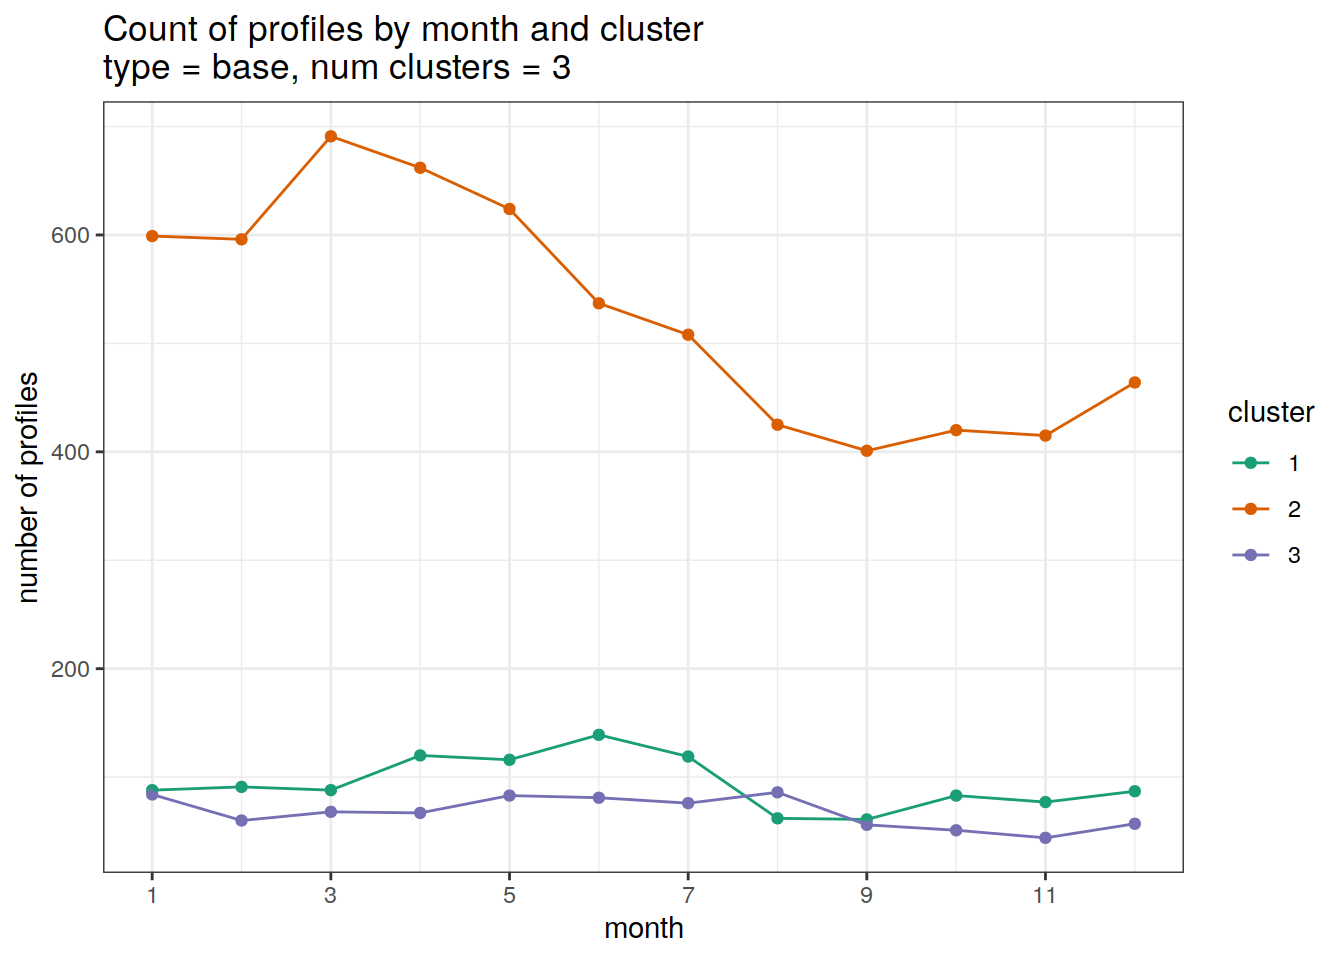 Count of profiles by month and cluster
type = base, num clusters = 3
number of profiles
600
400
200
1 3 5 7 9 11
month
cluster
1
2
3